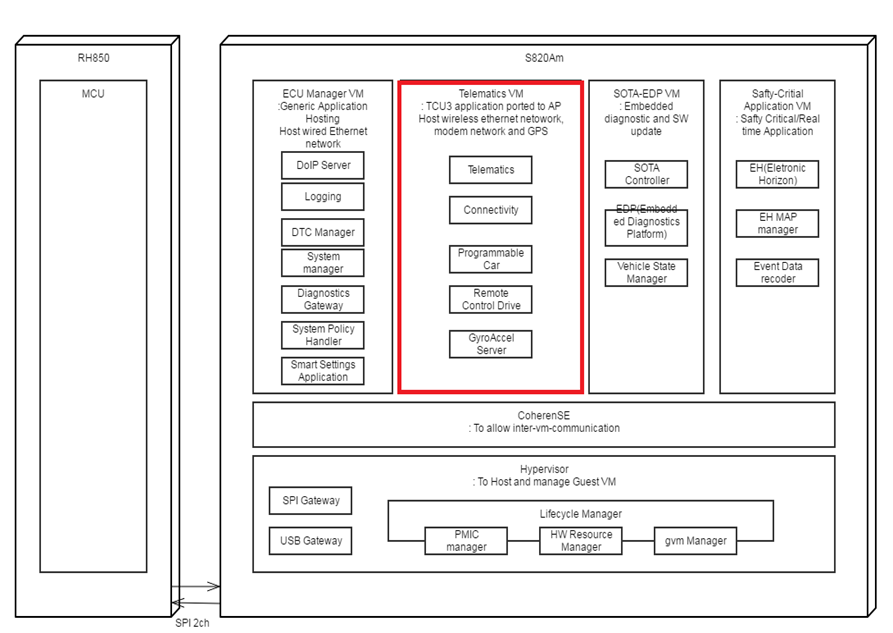 RH850
MCU
S820Am
ECU Manager VM
:Generic Application
Hosting
Host wired Ethernet
network
DoIP Server
Logging
DTC Manager
System
manager
Diagnostics
Gateway
System Policy
Handler
Smart Settings
Application
Telematics VM
: TCU3 application ported to AP
Host wireless ethernet netowork,
modem network and GPS
Telematics
Connectivity
Programmable
Car
Remote
Control Drive
GyroAccel
Server
SOTA-EDP VM
: Embedded
diagnostic and SW
update
SOTA
Controller
EDP(Embedd
ed Diagnostics
Platform)
Vehicle State
Manager
Safty-Critial
Application VM
: Safty Critical/Real
time Application
EH(Eletronic
Horizon)
EH MAP
manager
Event Data
recoder
CoherenSE
: To allow inter-vm-communication
Hypervisor
: To Host and manage Guest VM
SPI Gateway
USB Gateway
Lifecycle Manager
PMIC
manager
HW Resource
Manager
gvm Manager
SPI 2ch